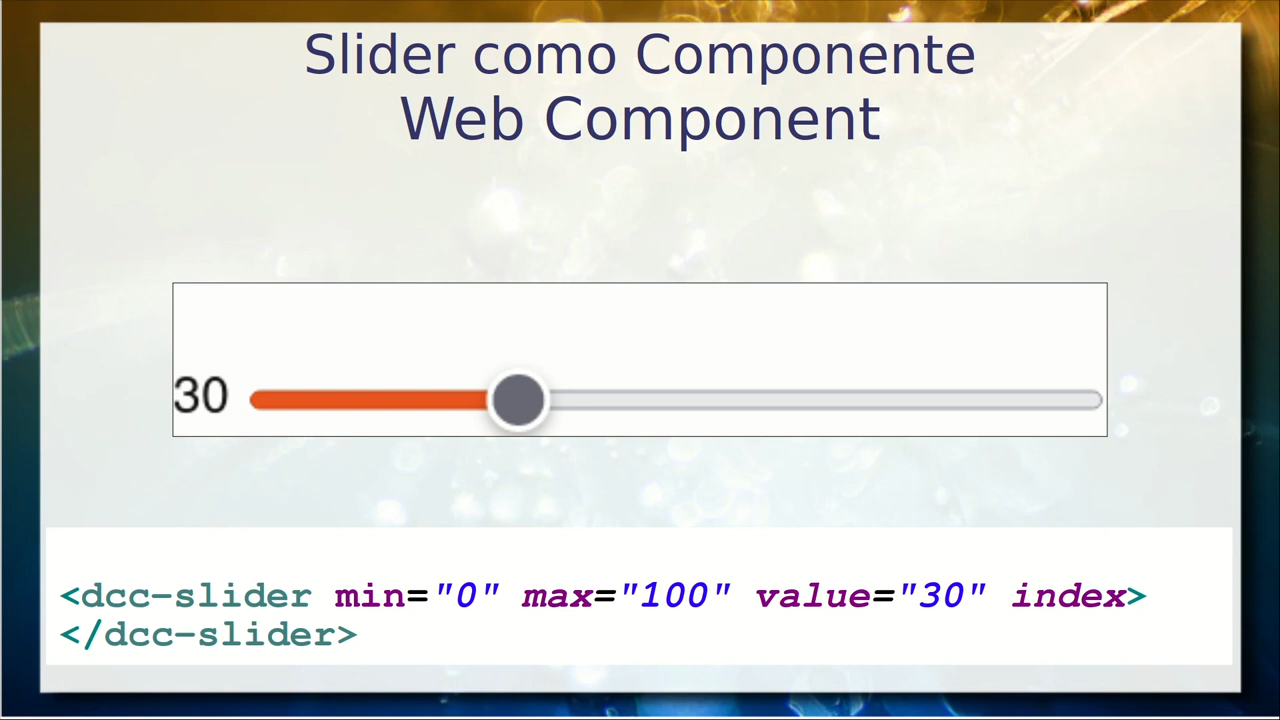 Slider como Componente
Web Component
30
<dcc-slider min="0" max="100" value="30" index>
</dcc-slider>